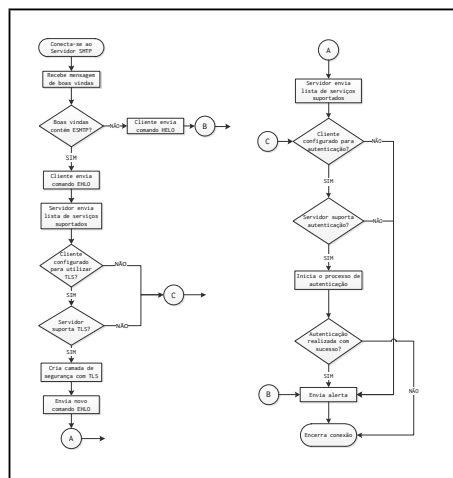 Conecta-se ao
Servidor SMTP
Recebe mensagem
de boas vindas
Boas vindas
contém ESMTP?
NÃO
Cliente envia
comando HELO
B
SIM
Cliente envia
comando EHLO
Servidor envia
lista de serviços
suportados
Cliente
configurado
para utilizar
TLS?
NÃO
C
SIM
Servidor
suporta TLS?
NÃO
SIM
Cria camada de
segurança com TLS
Envia novo
comando EHLO
A
A
Servidor envia
lista de serviços
suportados
C
Cliente
configurado para
autenticação?
NÃO
SIM
Servidor suporta
autenticação?
NÃO
SIM
Inicia o processo de
autenticação
Autenticação
realizada com
sucesso?
SIM
NÃO
B
Envia alerta
Encerra conexão